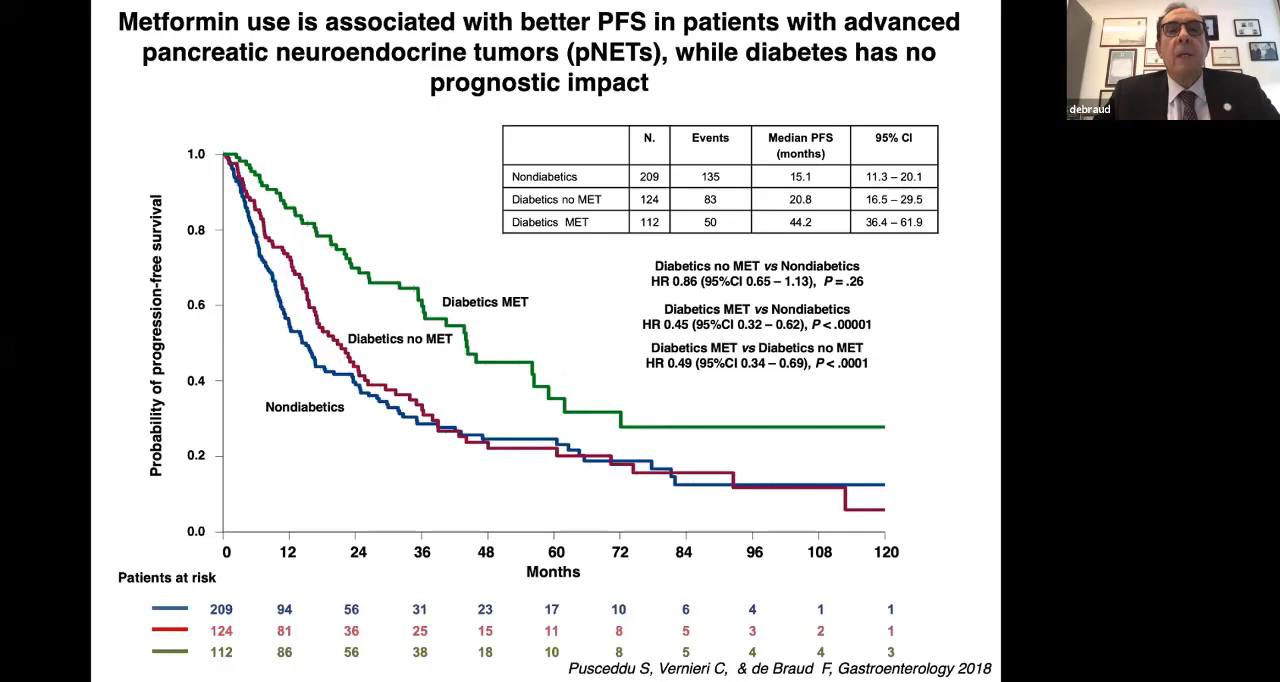 Metformin use is associated with better PFS in patients with advanced
pancreatic neuroendocrine tumors (pNETs), while diabetes has no
prognostic impact
debraud
N. Events Median PFS (months) 95% CI
Nondiabetics 209 135 15.1 11.3 – 20.1
Diabetics no MET 124 83 20.8 16.5 – 29.5
Diabetics MET 112 50 44.2 36.4 – 61.9
Diabetics no MET vs Nondiabetics
HR 0.86 (95%CI 0.65 – 1.13), P = .26
Diabetics MET vs Nondiabetics
HR 0.45 (95%CI 0.32 – 0.62), P < .00001
Diabetics MET vs Diabetics no MET
HR 0.49 (95%CI 0.34 – 0.69), P < .0001
Probability of progression-free survival
1.0
0.8
0.6
0.4
0.2
0.0
Diabetics MET
Diabetics no MET
Nondiabetics
0 12 24 36 48 60 72 84 96 108 120
Months
Patients at risk
209 94 56 31 23 17 10 6 4 1 1
124 81 36 25 15 11 8 5 3 2 1
112 86 56 38 18 10 8 5 4 4 3
Pusceddu S, Vernieri C, & de Braud F, Gastroenterology 2018